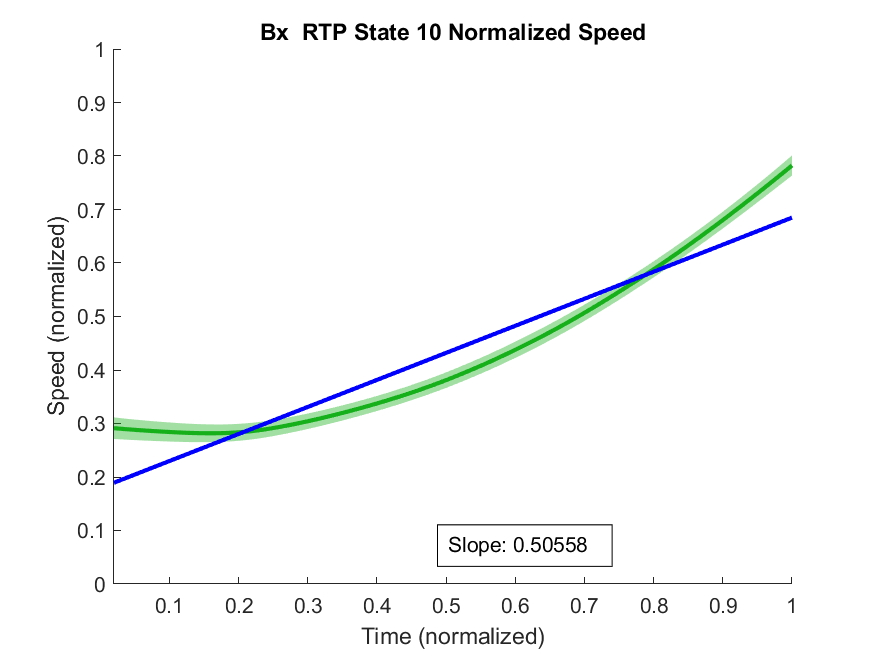 Bx  RTP State 10 Normalized Speed
1
0.9
0.8
0.7
0.6
0.5
0.4
0.3
0.2
0.1
0
Speed (normalized)
Slope: 0.50558
0.1 0.2 0.3 0.4 0.5 0.6 0.7 0.8 0.9 1
Time (normalized)